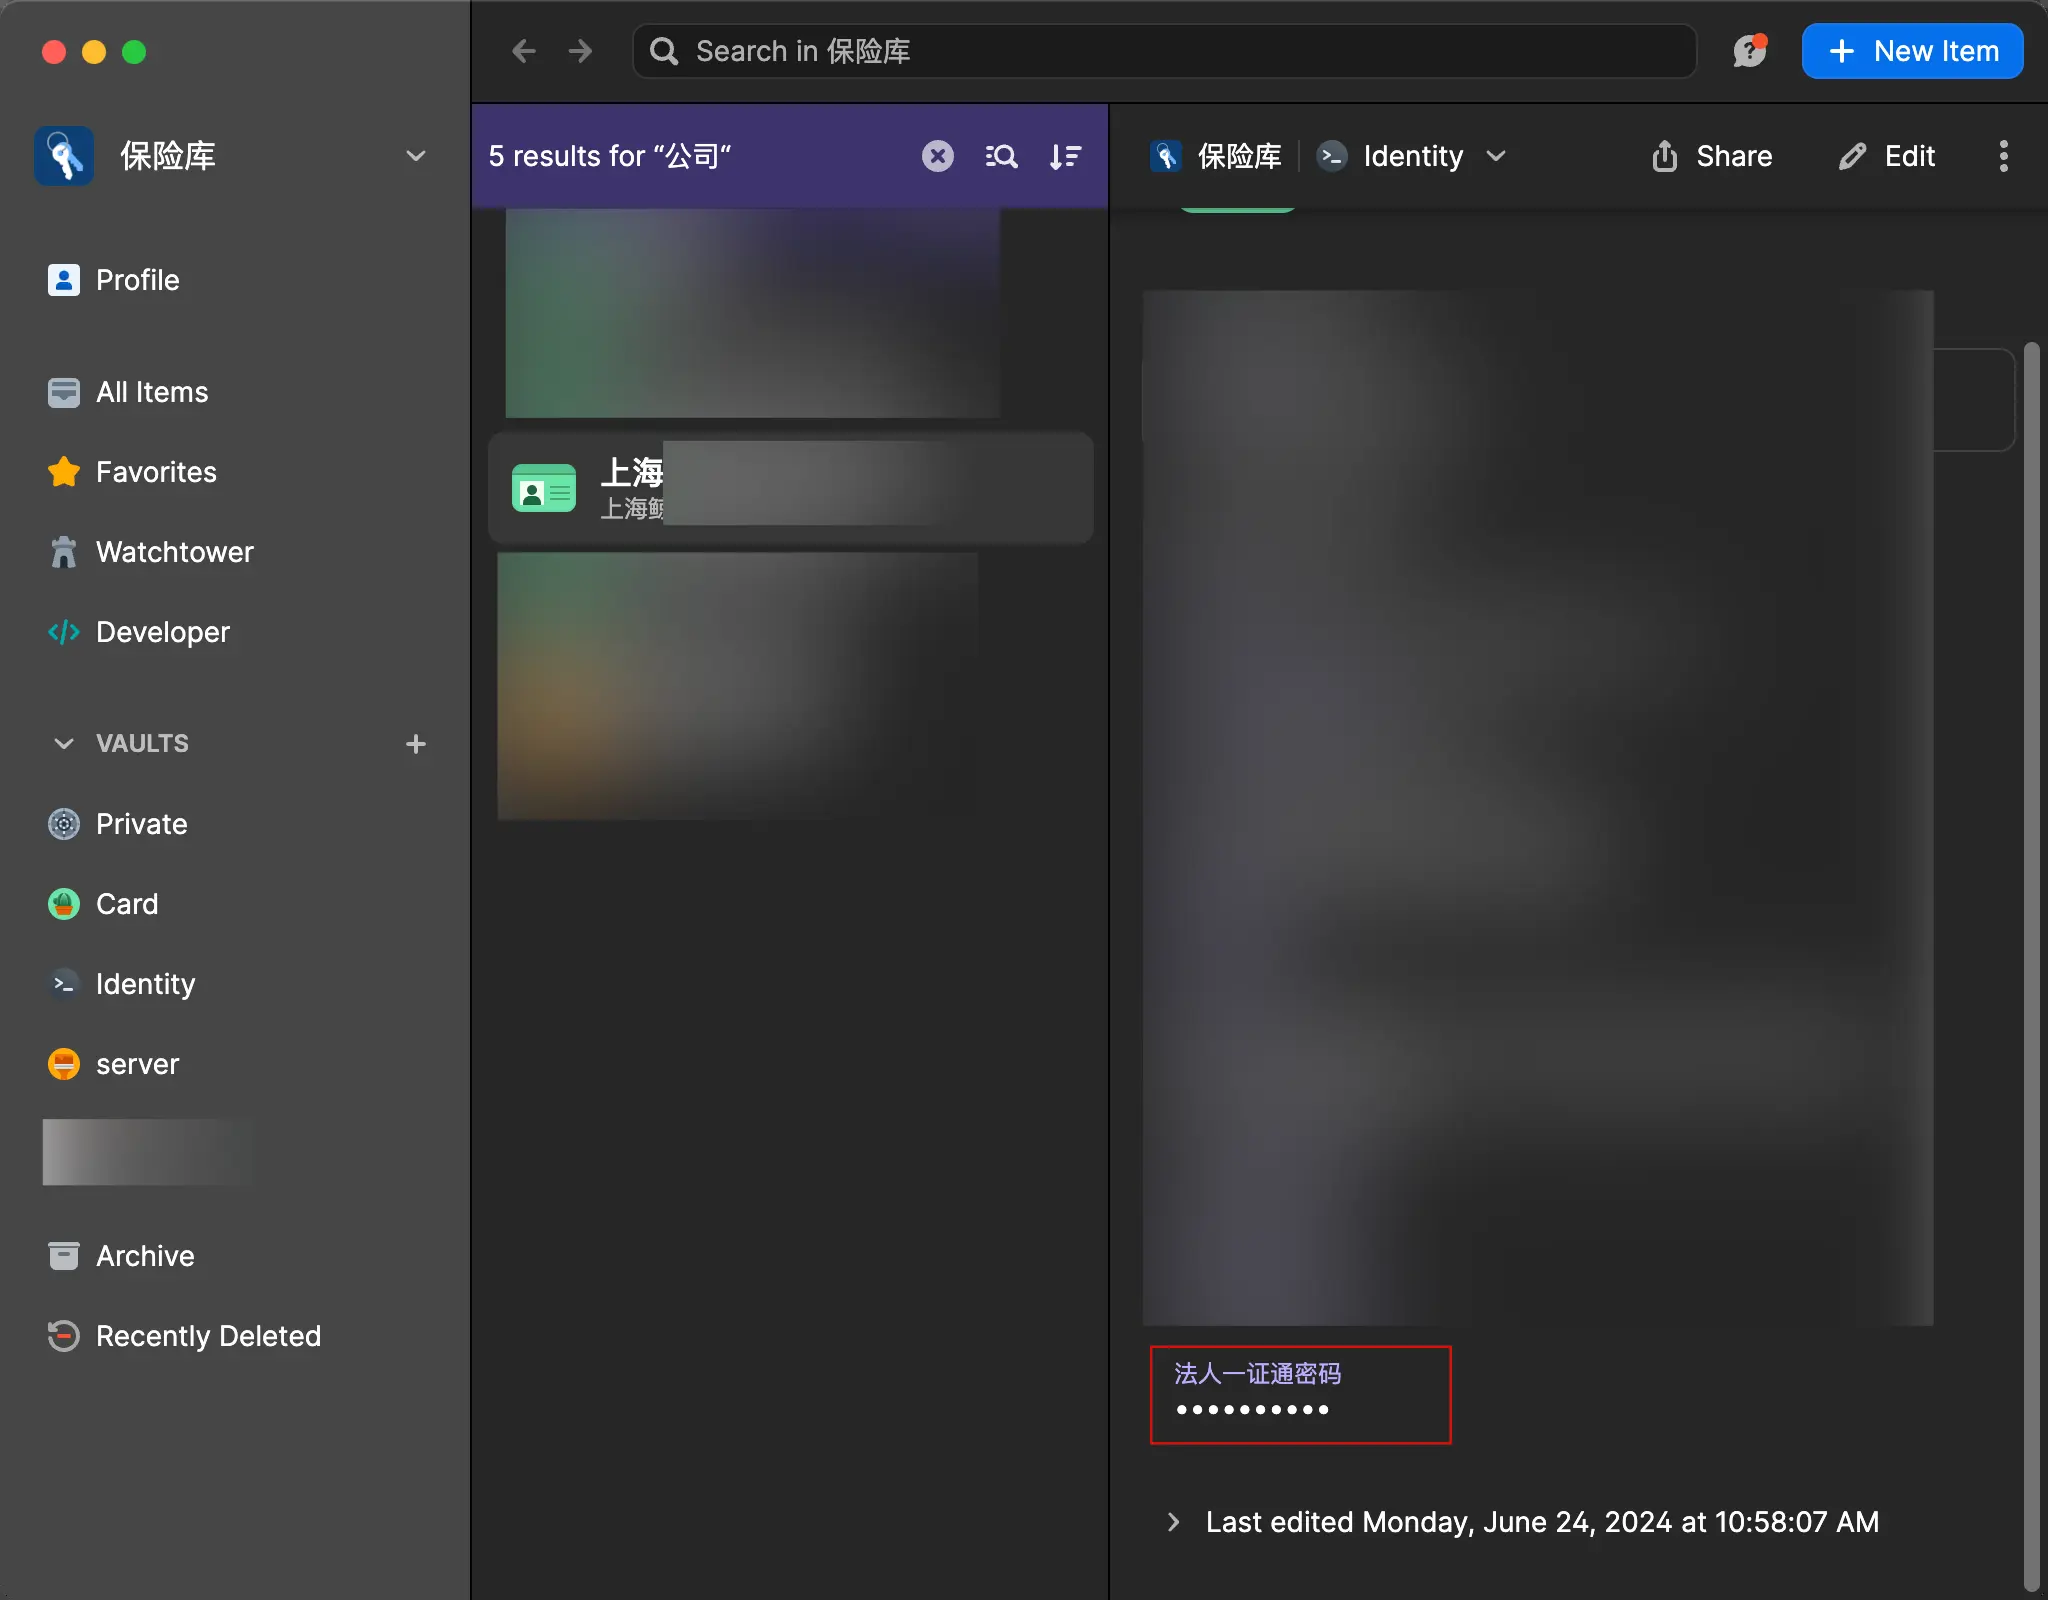 保险库
Profile
All Items
Favorites
Watchtower
Developer
VAULTS
Private
Card
Identity
server
Archive
Recently Deleted
Search in 保险库
New Item
5 results for “公司“
上海
上海鲸
保险库
Identity
Share
Edit
法人一证通密码
••••••••••
Last edited Monday, June 24, 2024 at 10:58:07 AM